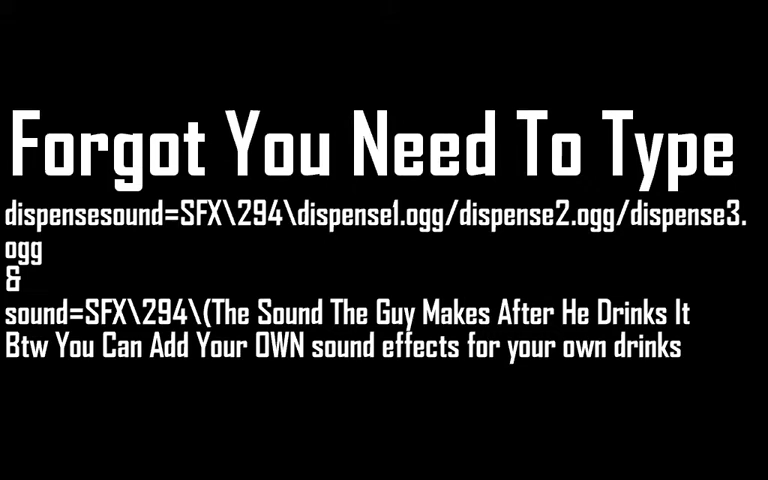 Forgot You Need To Type
dispensesound=SFX\294\dispense1.ogg/dispense2.ogg/dispense3.
ogg
&
sound=SFX\294\(The Sound The Guy Makes After He Drinks It
Btw You Can Add Your OWN sound effects for your own drinks